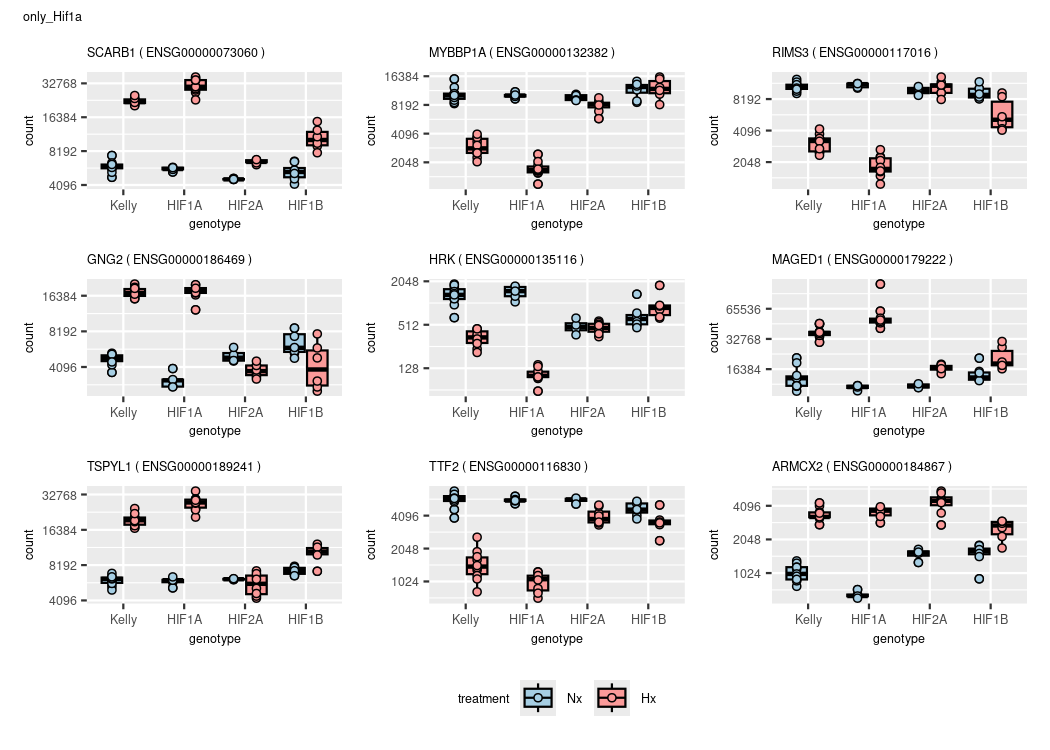 only_Hif1a
SCARB1 ( ENSG00000073060 )
count
32768
16384
8192
4096
Kelly HIF1A HIF2A HIF1B
genotype
MYBBP1A ( ENSG00000132382 )
count
16384
8192
4096
2048
Kelly HIF1A HIF2A HIF1B
genotype
RIMS3 ( ENSG00000117016 )
count
8192
4096
2048
Kelly HIF1A HIF2A HIF1B
genotype
GNG2 ( ENSG00000186469 )
count
16384
8192
4096
Kelly HIF1A HIF2A HIF1B
genotype
HRK ( ENSG00000135116 )
count
2048
512
128
Kelly HIF1A HIF2A HIF1B
genotype
MAGED1 ( ENSG00000179222 )
count
65536
32768
16384
Kelly HIF1A HIF2A HIF1B
genotype
TSPYL1 ( ENSG00000189241 )
count
32768
16384
8192
4096
Kelly HIF1A HIF2A HIF1B
genotype
TTF2 ( ENSG00000116830 )
count
4096
2048
1024
Kelly HIF1A HIF2A HIF1B
genotype
ARMCX2 ( ENSG00000184867 )
count
4096
2048
1024
Kelly HIF1A HIF2A HIF1B
genotype
treatment Nx Hx